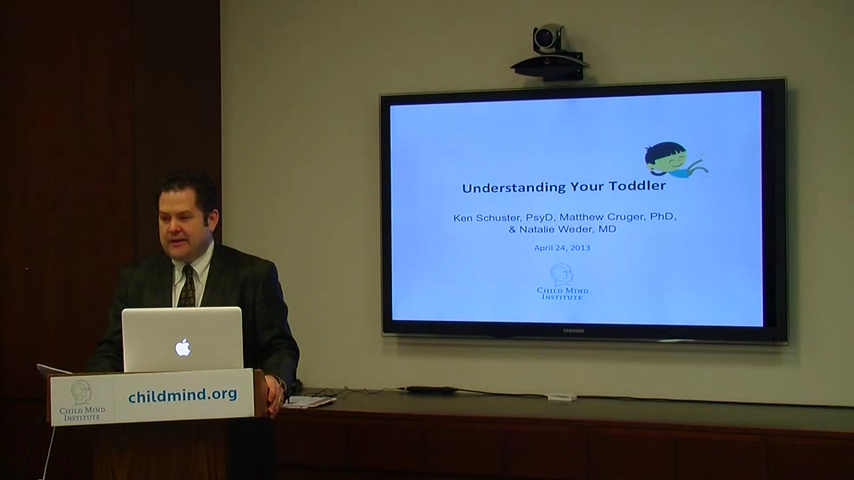 Understanding Your Toddler
Ken Schuster, PsyD, Matthew Cruger, PhD,
& Natalie Weder, MD
April 24, 2013
CHILD MIND
INSTITUTE
SAMSUNG
CHILD MIND
INSTITUTE
childmind.org